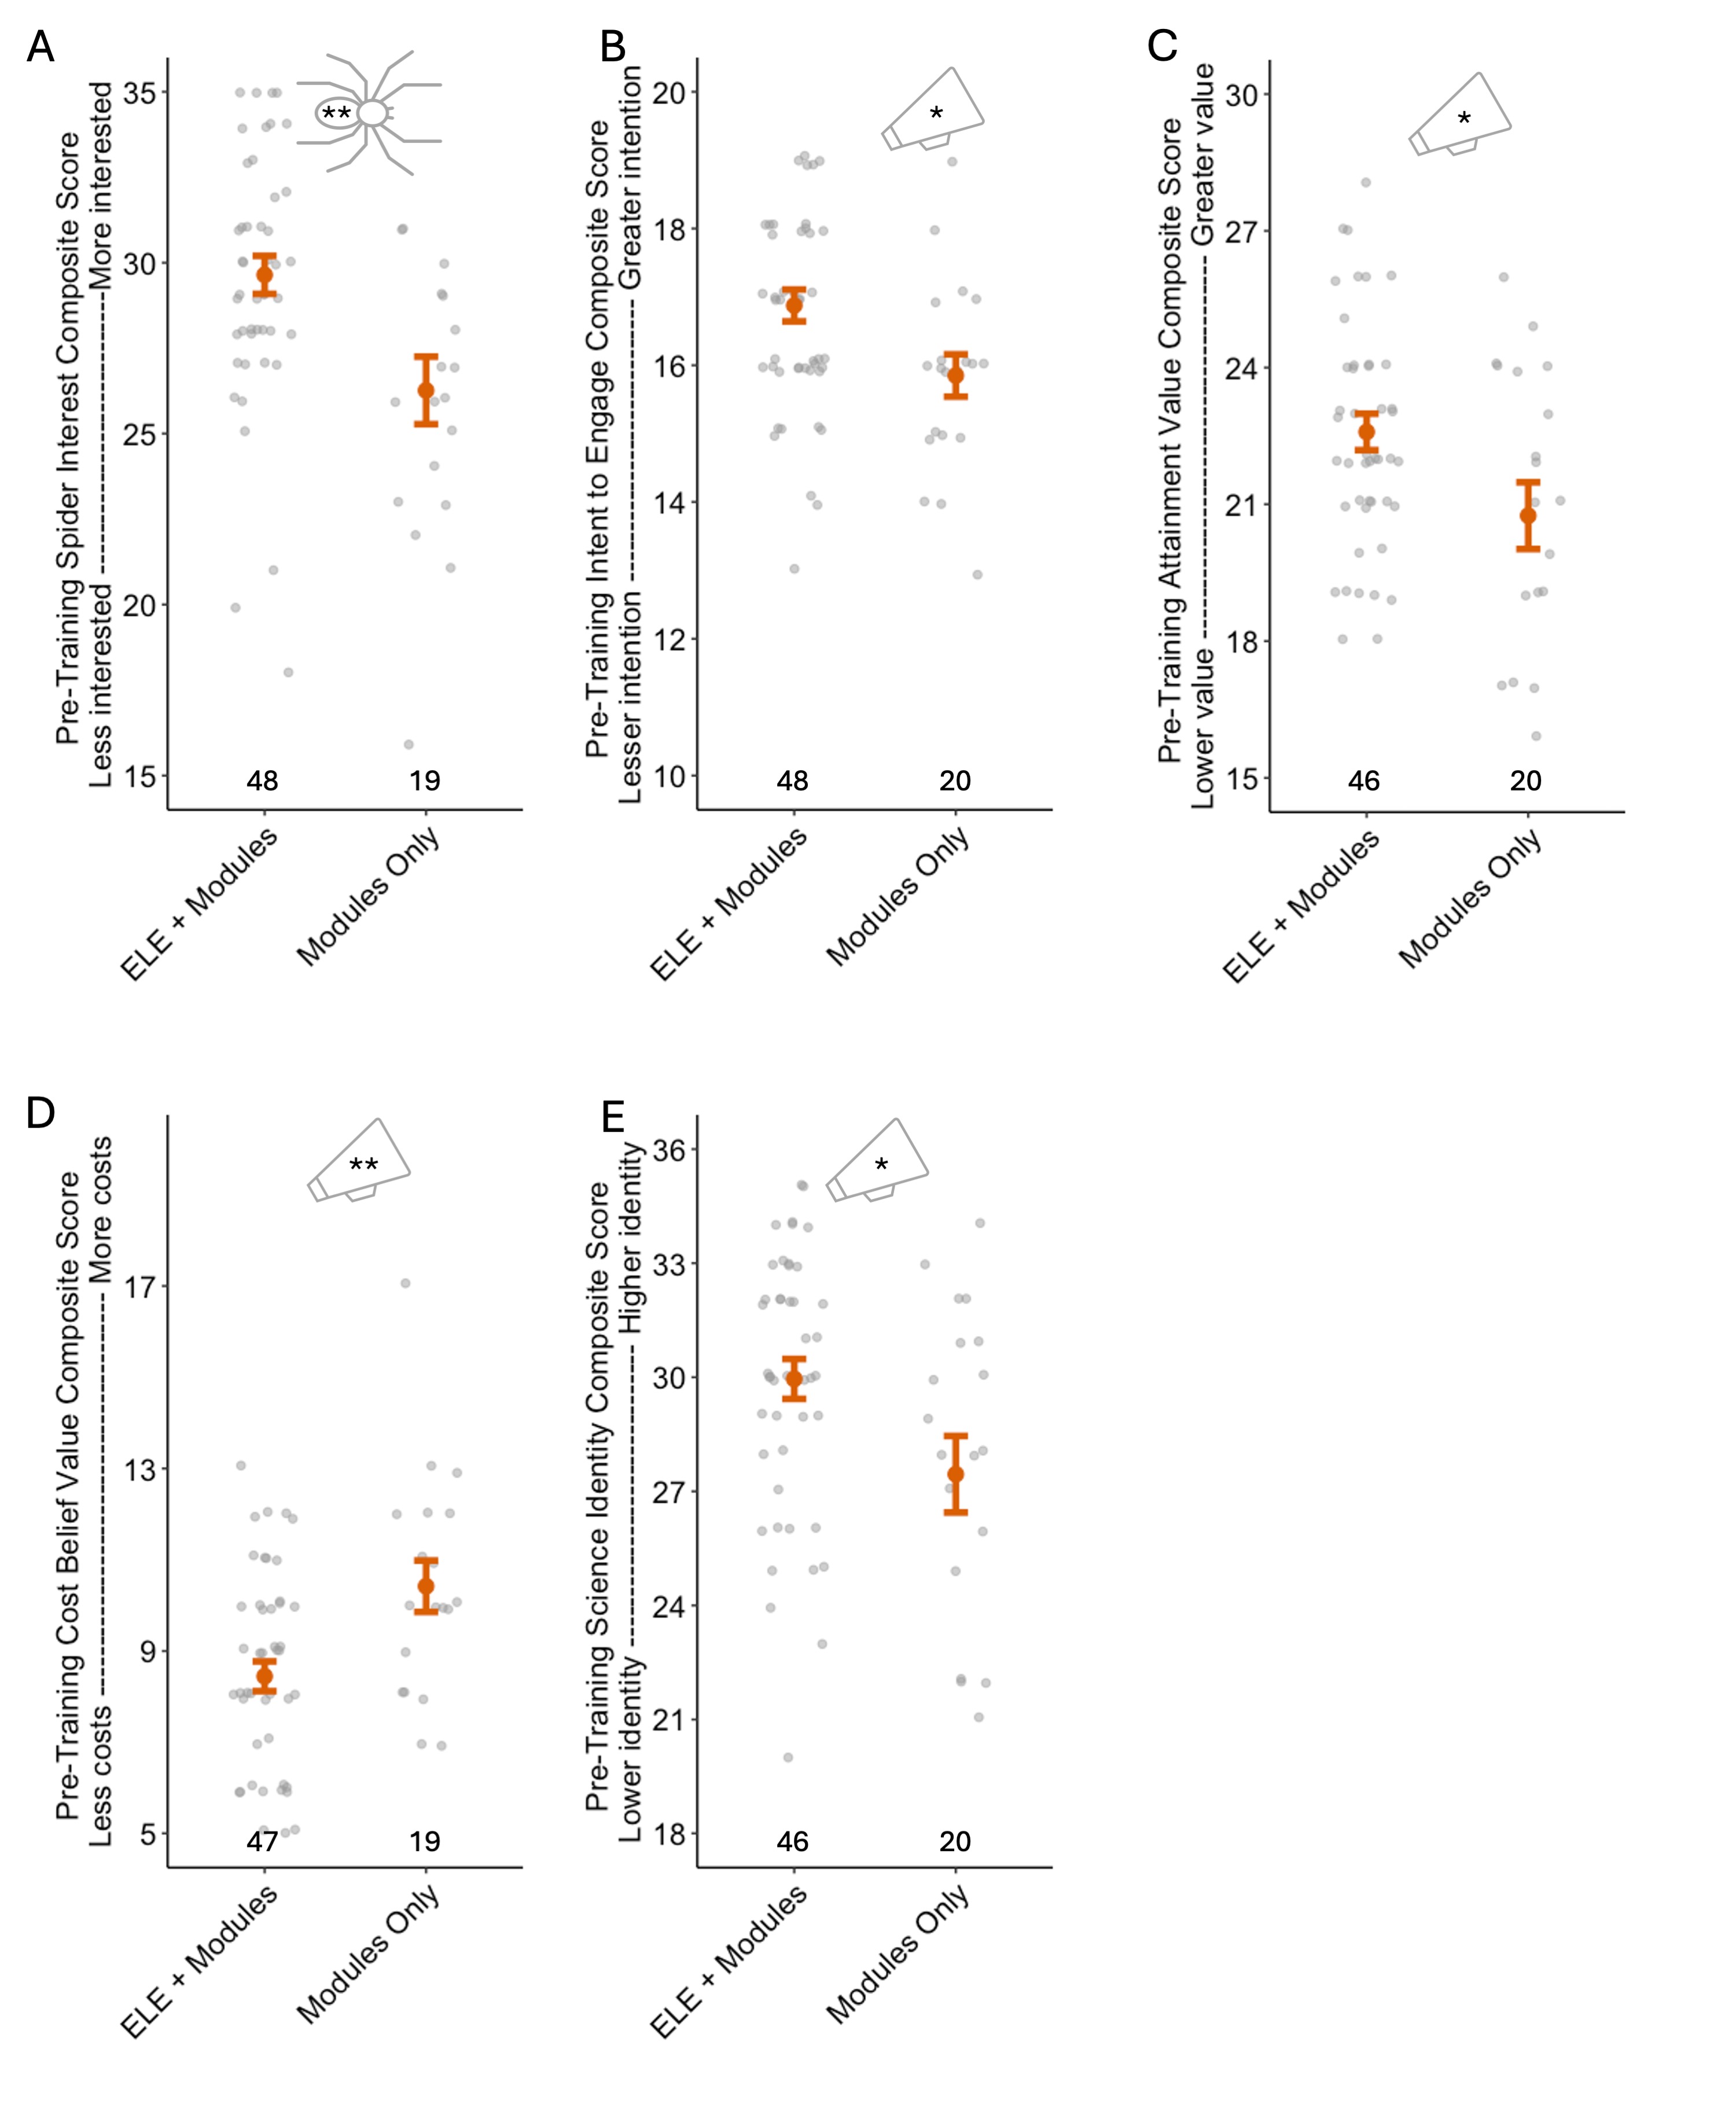 A
Pre-Training Spider Interest Composite Score
Less interested ---------- More interested
35
30
25
20
15
**
48
19
ELE + Modules
Modules Only
B
Pre-Training Intent to Engage Composite Score
Lesser intention ---------- Greater intention
20
18
16
14
12
10
*
48
20
ELE + Modules
Modules Only
C
Pre-Training Attainment Value Composite Score
Lower value ---------- Greater value
30
27
24
21
18
15
*
46
20
ELE + Modules
Modules Only
D
Pre-Training Cost Belief Value Composite Score
Less costs ---------- More costs
17
13
9
5
**
47
19
ELE + Modules
Modules Only
E
Pre-Training Science Identity Composite Score
Lower identity ---------- Higher identity
36
33
30
27
24
21
18
*
46
20
ELE + Modules
Modules Only